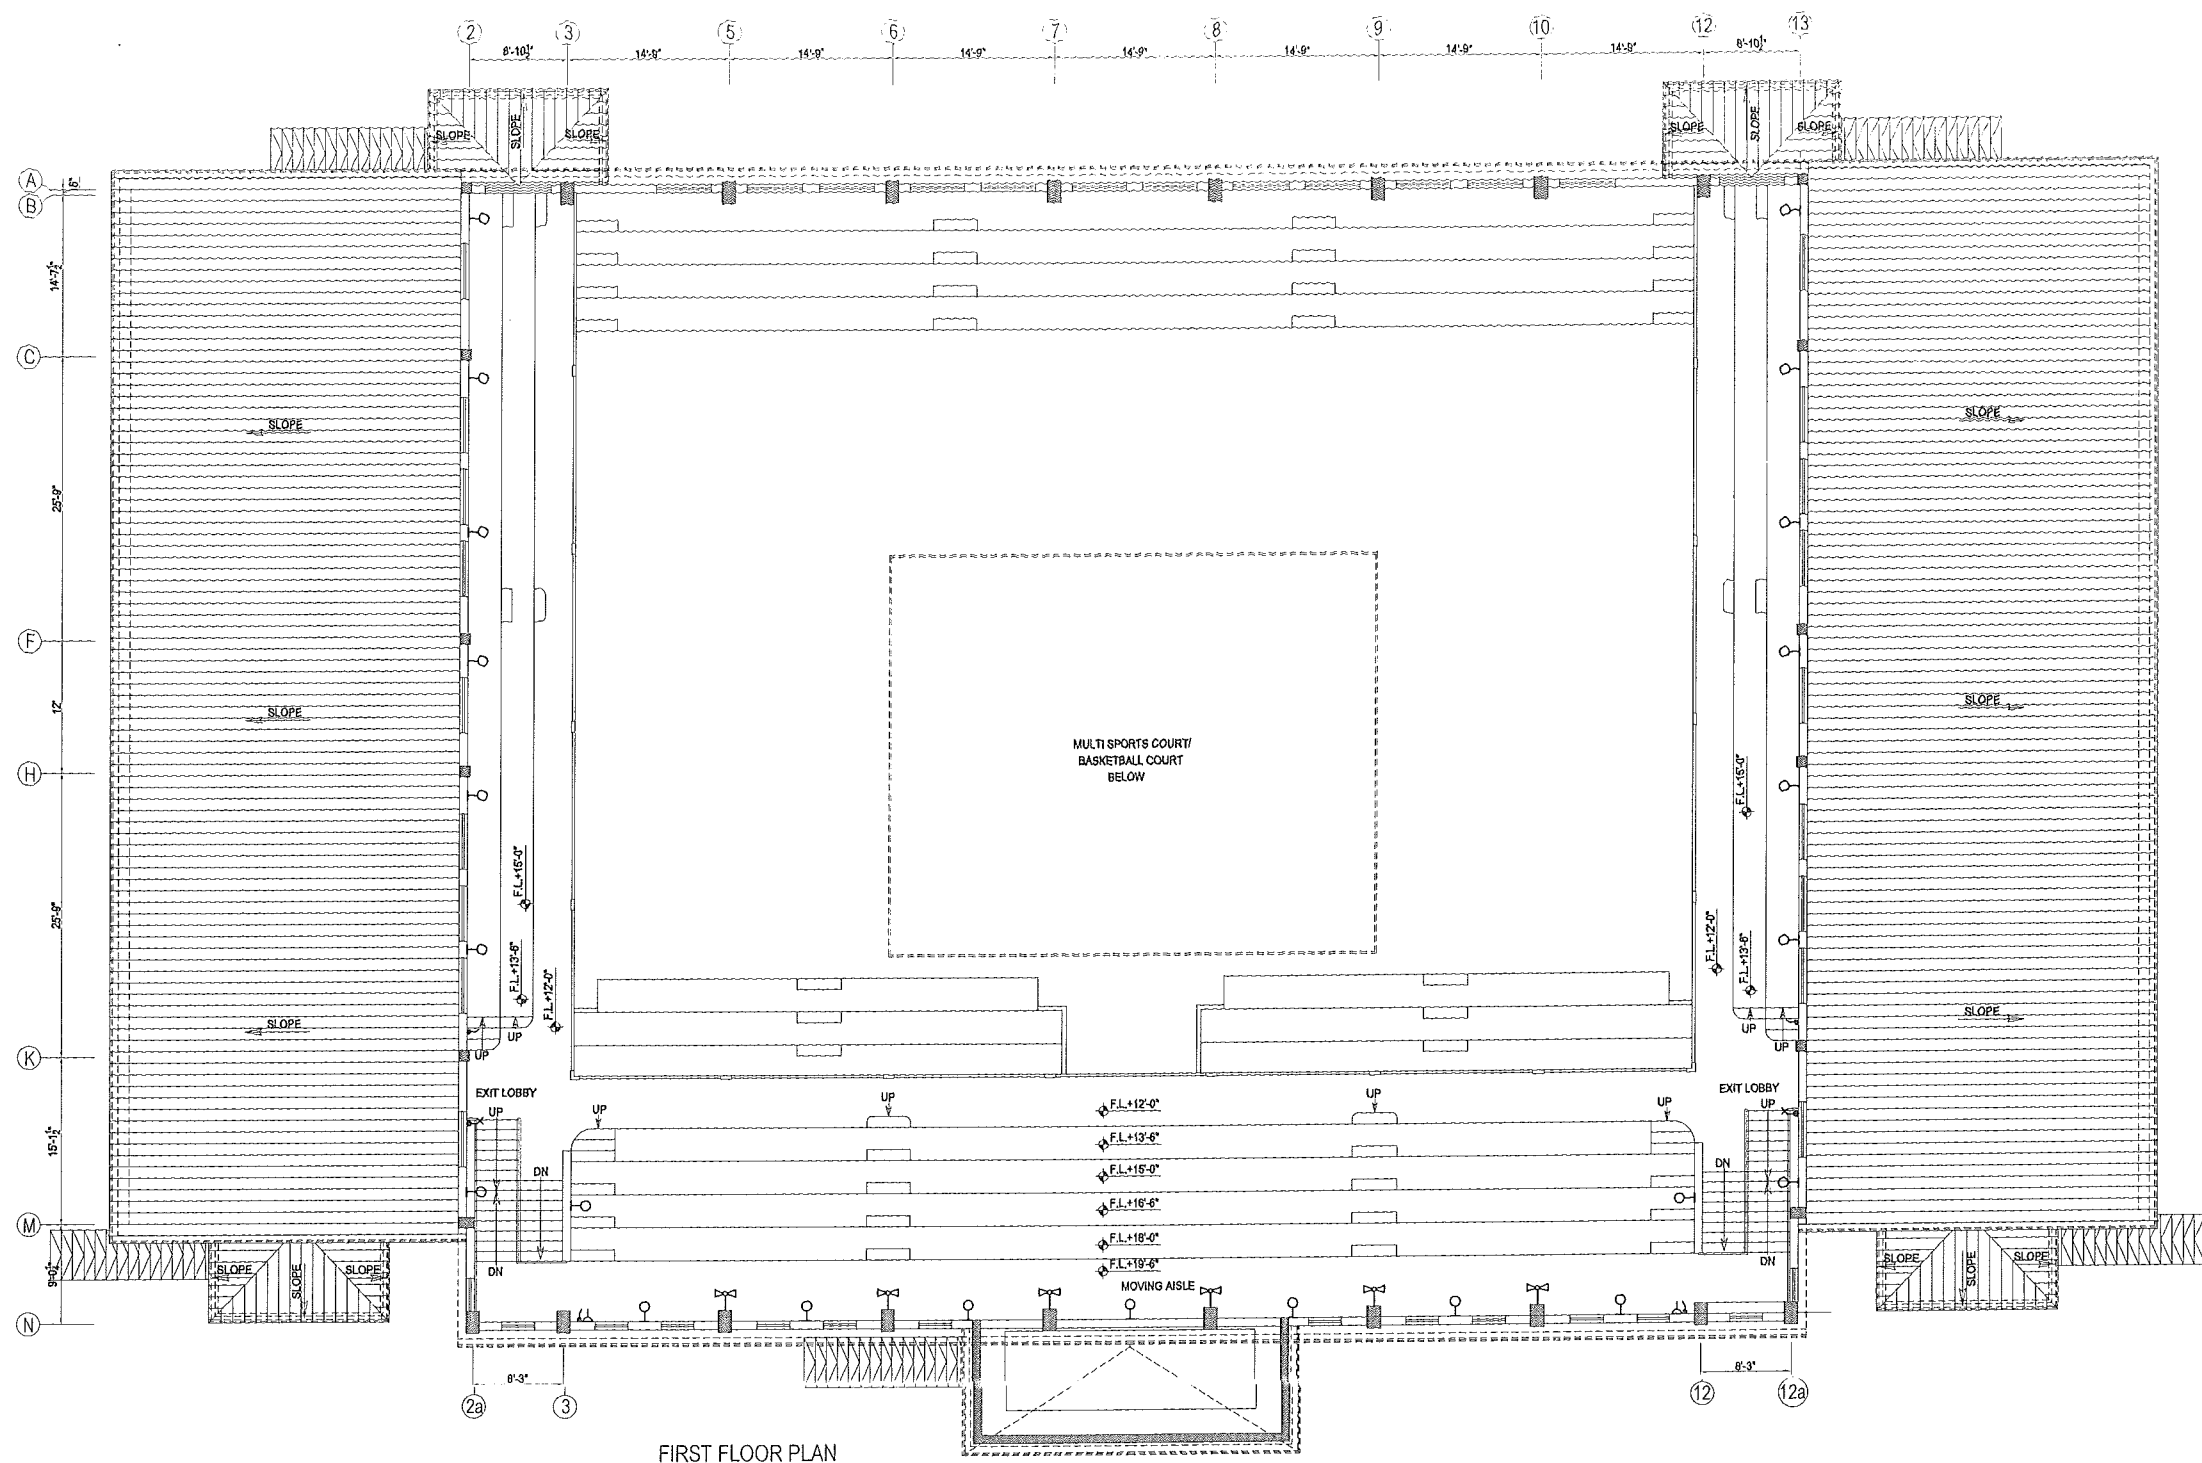 2 3 5 6 7 8 9 10 12 13
8'-10½" 14'-9" 14'-9" 14'-9" 14'-9" 14'-9" 14'-9" 14'-9" 8'-10½"
SLOPE SLOPE SLOPE
SLOPE SLOPE SLOPE
A
B
C
F
H
K
M
N
14'-7½"
25'-9"
12'
25'-9"
15'-1½"
SLOPE
SLOPE
SLOPE
SLOPE
SLOPE
SLOPE
MULTI SPORTS COURT/
BASKETBALL COURT
BELOW
F.L.+15'-0"
F.L.+13'-6"
F.L.+12'-0"
F.L.+15'-0"
F.L.+12'-0"
F.L.+13'-6"
UP
UP
UP
UP
EXIT LOBBY
EXIT LOBBY
UP UP UP UP UP UP
F.L.+12'-0"
F.L.+13'-6"
F.L.+15'-0"
F.L.+16'-6"
F.L.+18'-0"
F.L.+19'-6"
DN
DN
DN
DN
MOVING AISLE
SLOPE SLOPE SLOPE
SLOPE SLOPE SLOPE
8'-3"
8'-3"
2a 3 12 12a
FIRST FLOOR PLAN